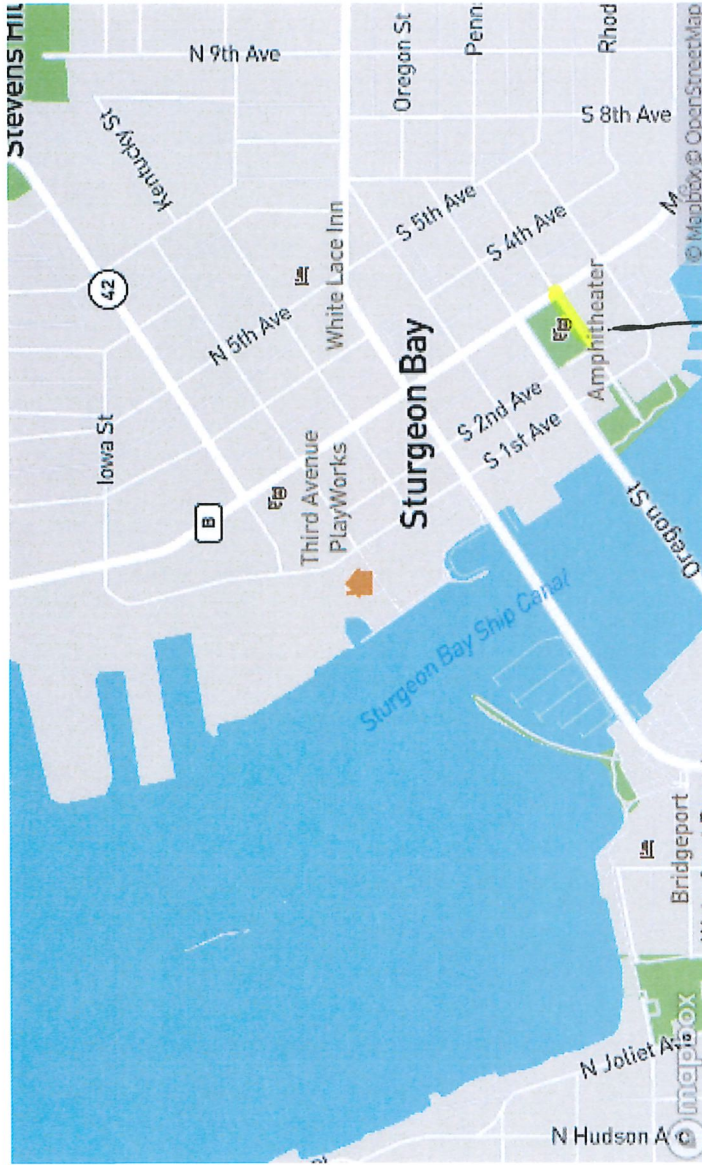 Stevens Hil
N 9th Ave
Oregon St
Penn
Rhod
Kentucky St
S 8th Ave
42
S 5th Ave
S 4th Ave
M
© Mapbox © OpenStreetMap
N 5th Ave
White Lace Inn
Amphitheater
Iowa St
Sturgeon Bay
S 2nd Ave
S 1st Ave
B
Third Avenue
PlayWorks
Oregon St
Sturgeon Bay Ship Canal
Bridgeport
N Joliet Ave
mapbox
N Hudson A